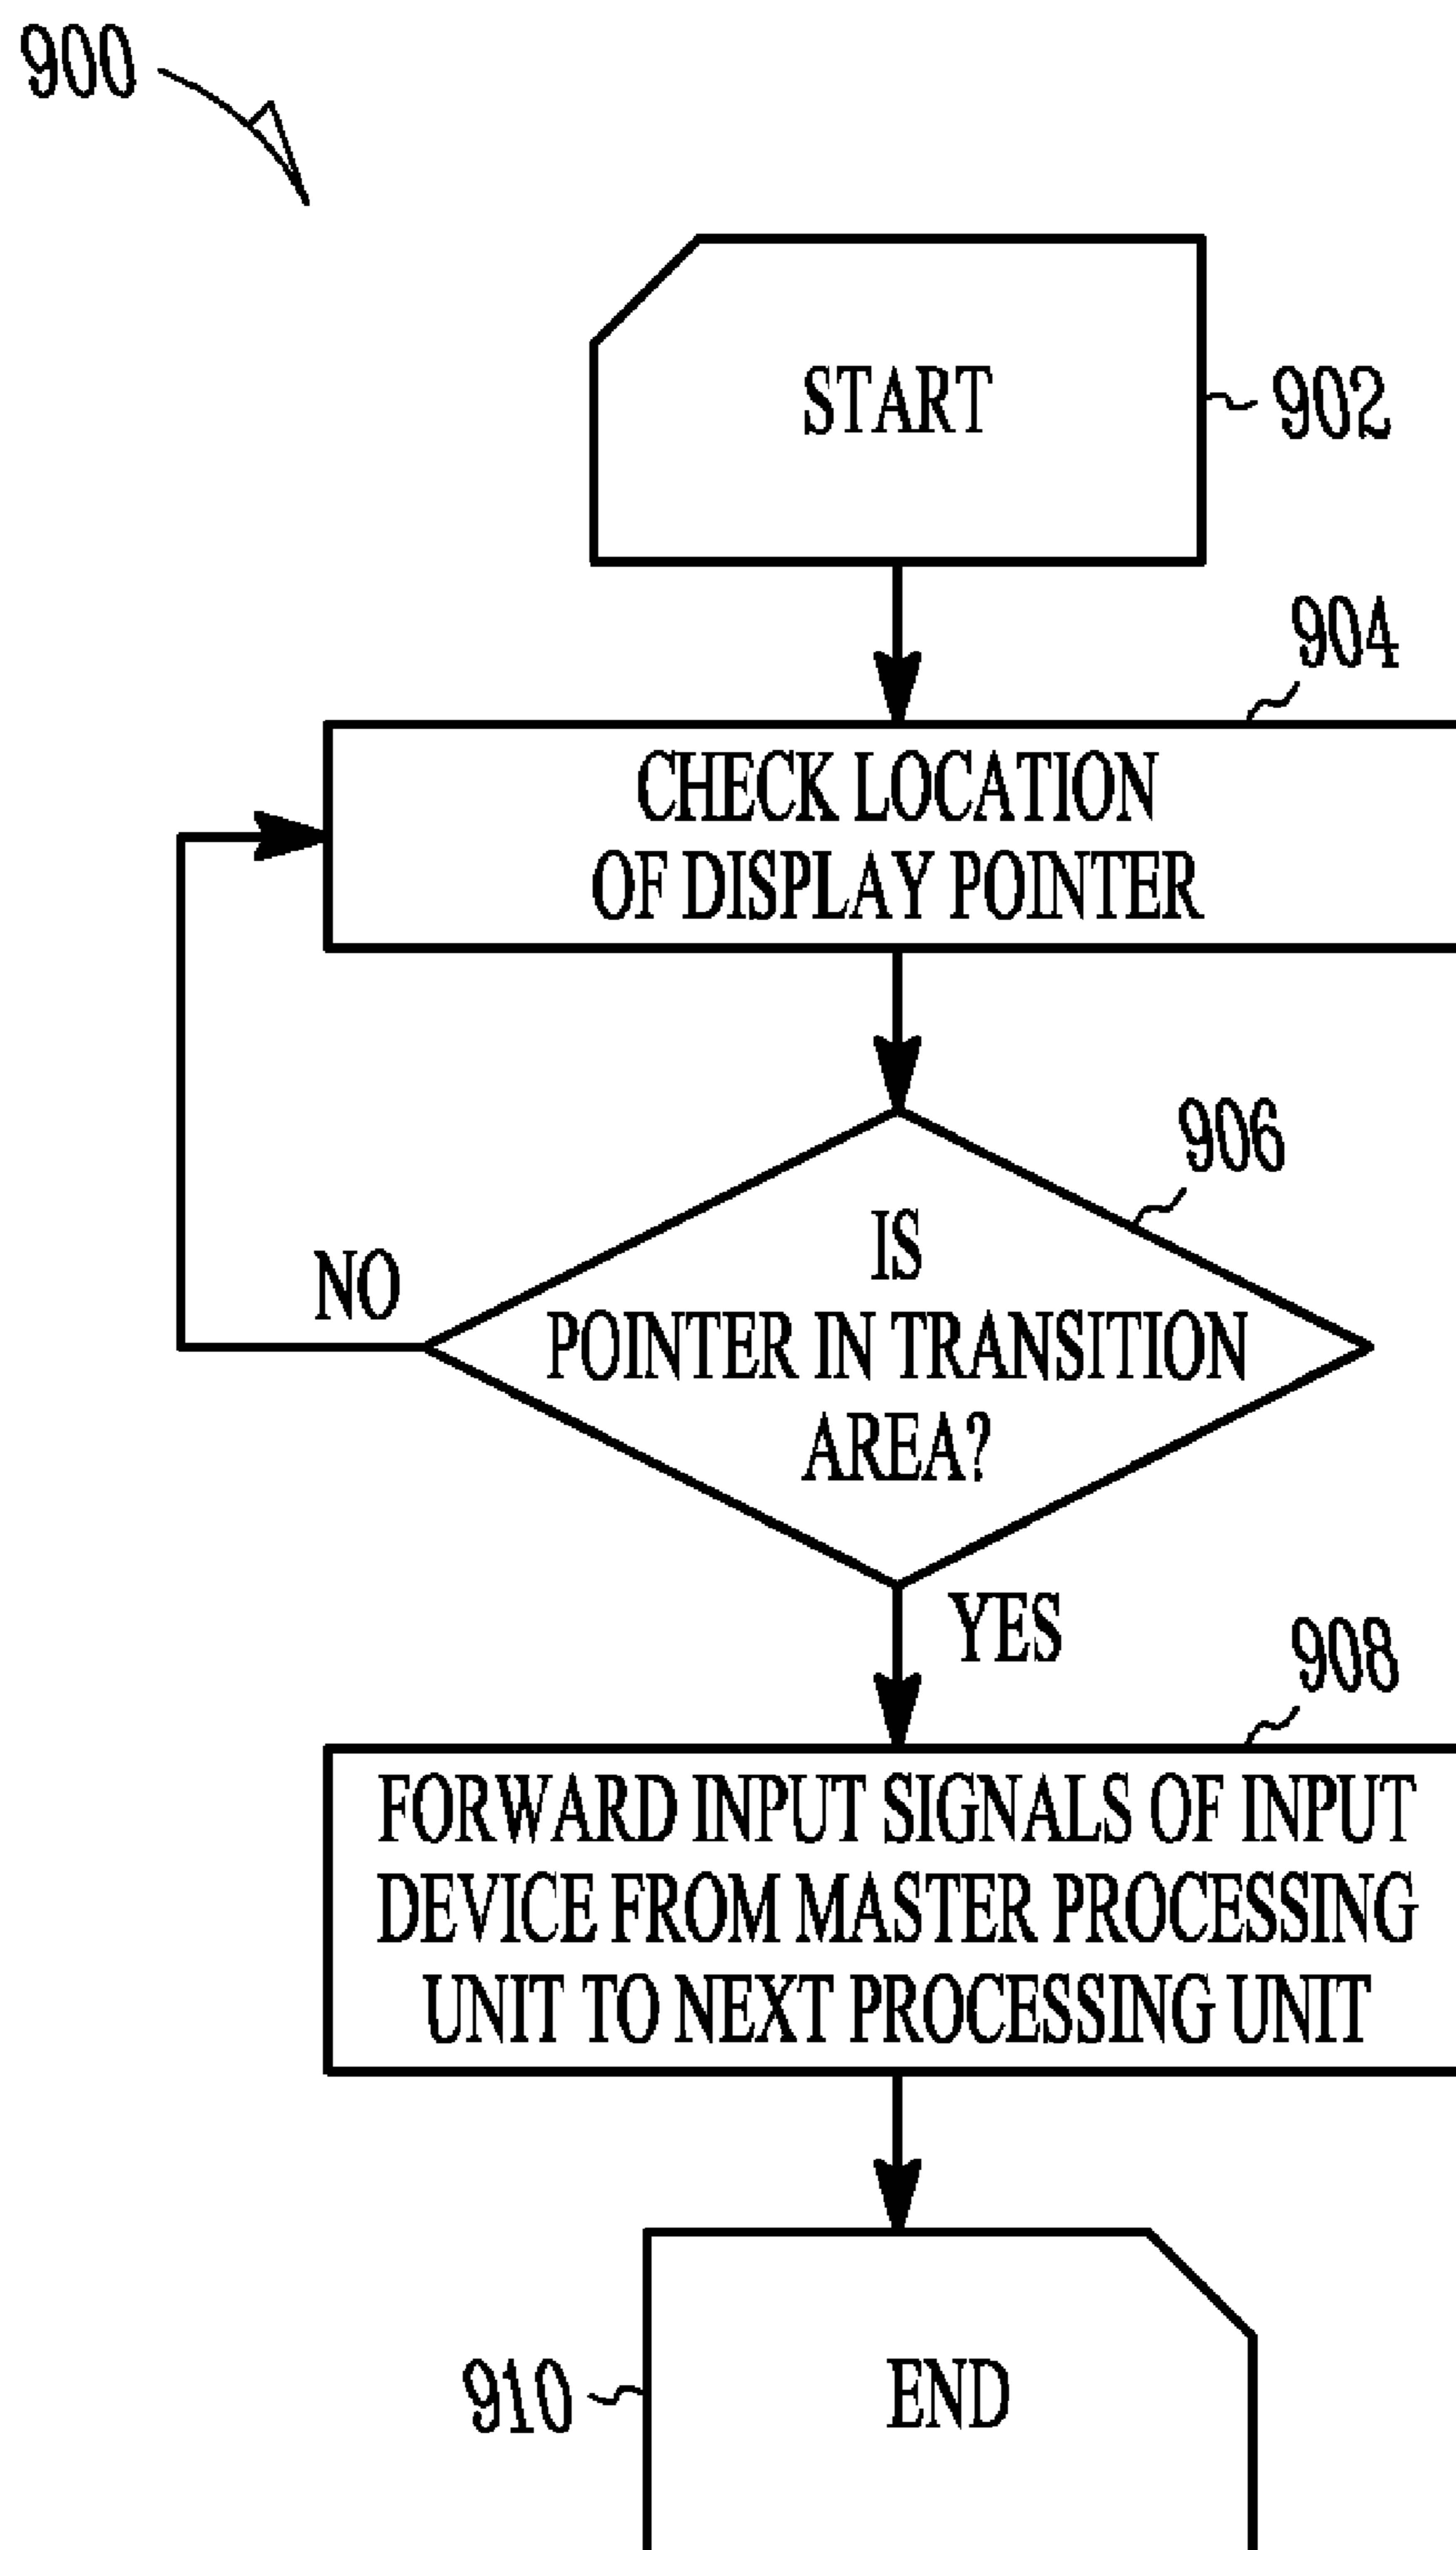 900
START
902
904
CHECK LOCATION
OF DISPLAY POINTER
906
IS
POINTER IN TRANSITION
AREA?
NO
YES
908
FORWARD INPUT SIGNALS OF INPUT
DEVICE FROM MASTER PROCESSING
UNIT TO NEXT PROCESSING UNIT
910
END